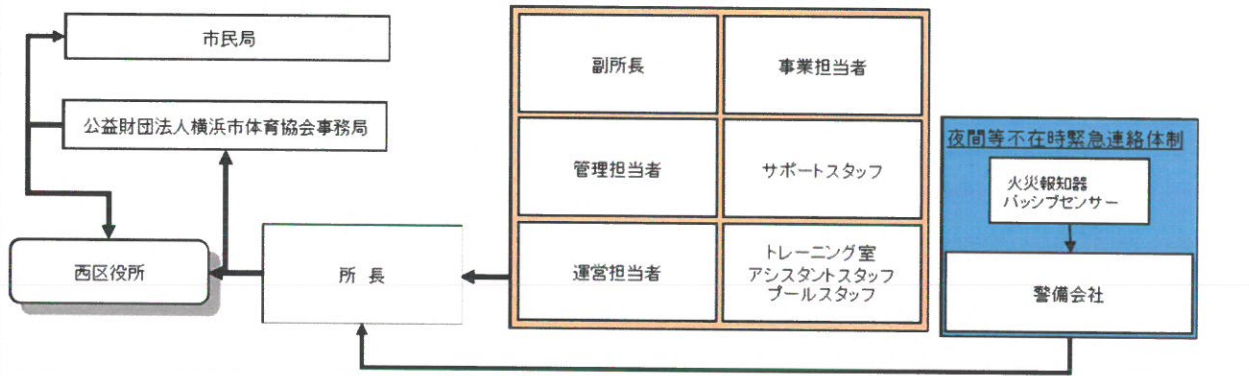 市民局
公益財団法人横浜市体育協会事務局
西区役所
所 長
副所長
事業担当者
管理担当者
サポートスタッフ
運営担当者
トレーニング室
アシスタントスタッフ
プールスタッフ
夜間等不在時緊急連絡体制
火災報知器
パッシブセンサー
警備会社